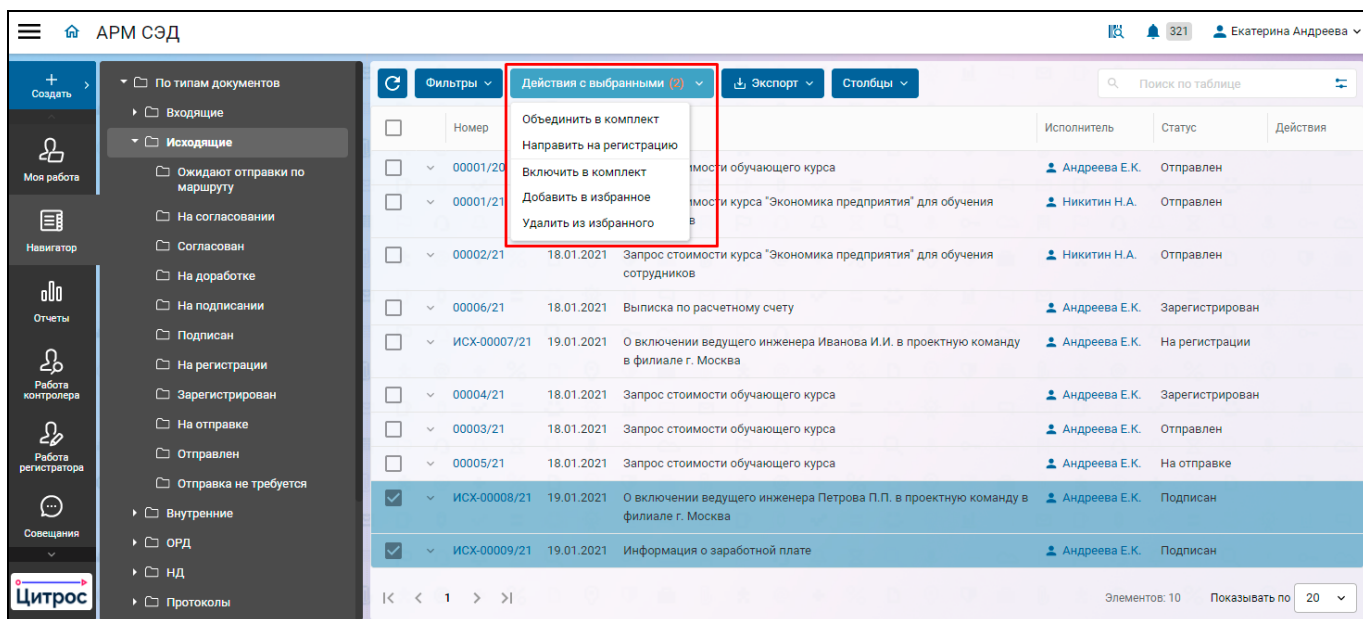 АРМ СЭД
321
Екатерина Андреева
Создать
Моя работа
Навигатор
Отчеты
Работа
контролера
Работа
регистратора
Совещания
Цитрос
По типам документов
Входящие
Исходящие
Ожидают отправки по
маршруту
На согласовании
Согласован
На доработке
На подписании
Подписан
На регистрации
Зарегистрирован
На отправке
Отправлен
Отправка не требуется
Внутренние
ОРД
НД
Протоколы
Фильтры
Действия с выбранными (2)
Экспорт
Столбцы
Поиск по таблице
Объединить в комплект
Направить на регистрацию
Включить в комплект
Добавить в избранное
Удалить из избранного
Номер
Исполнитель
Статус
Действия
00001/20
имости обучающего курса
Андреева Е.К.
Отправлен
00001/21
имости курса "Экономика предприятия" для обучения
в
Никитин Н.А.
Отправлен
00002/21
18.01.2021
Запрос стоимости курса "Экономика предприятия" для обучения
сотрудников
Никитин Н.А.
Отправлен
00006/21
18.01.2021
Выписка по расчетному счету
Андреева Е.К.
Зарегистрирован
ИСХ-00007/21
19.01.2021
О включении ведущего инженера Иванова И.И. в проектную команду
в филиале г. Москва
Андреева Е.К.
На регистрации
00004/21
18.01.2021
Запрос стоимости обучающего курса
Андреева Е.К.
Зарегистрирован
00003/21
18.01.2021
Запрос стоимости обучающего курса
Андреева Е.К.
Отправлен
00005/21
18.01.2021
Запрос стоимости обучающего курса
Андреева Е.К.
На отправке
ИСХ-00008/21
19.01.2021
О включении ведущего инженера Петрова П.П. в проектную команду в
филиале г. Москва
Андреева Е.К.
Подписан
ИСХ-00009/21
19.01.2021
Информация о заработной плате
Андреева Е.К.
Подписан
1
Элементов: 10
Показывать по
20